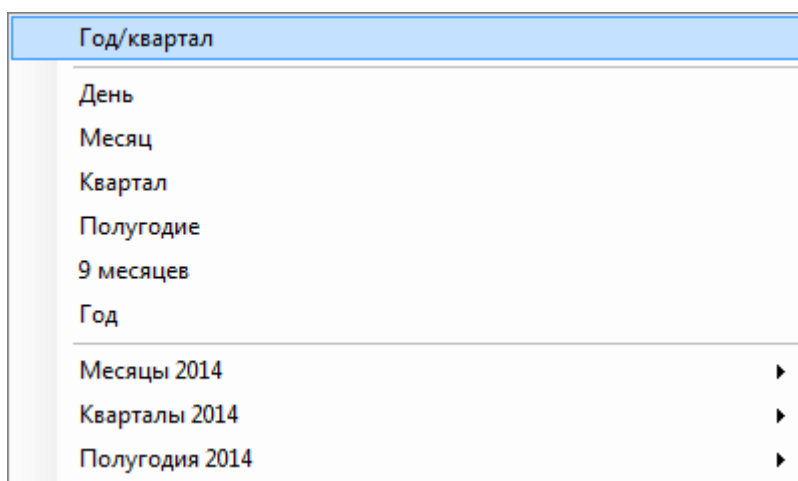 Год/квартал
День
Месяц
Квартал
Полугодие
9 месяцев
Год
Месяцы 2014
Кварталы 2014
Полугодия 2014